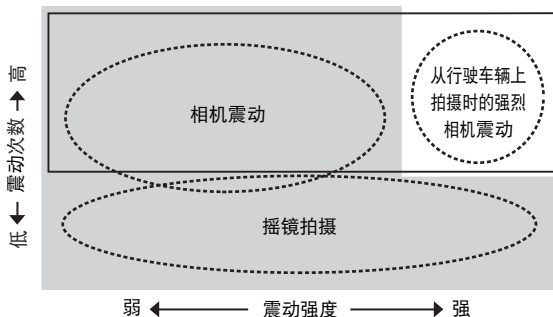 高
震动次数
低
相机震动
从行驶车辆上
拍摄时的强烈
相机震动
摇镜拍摄
弱
震动强度
强